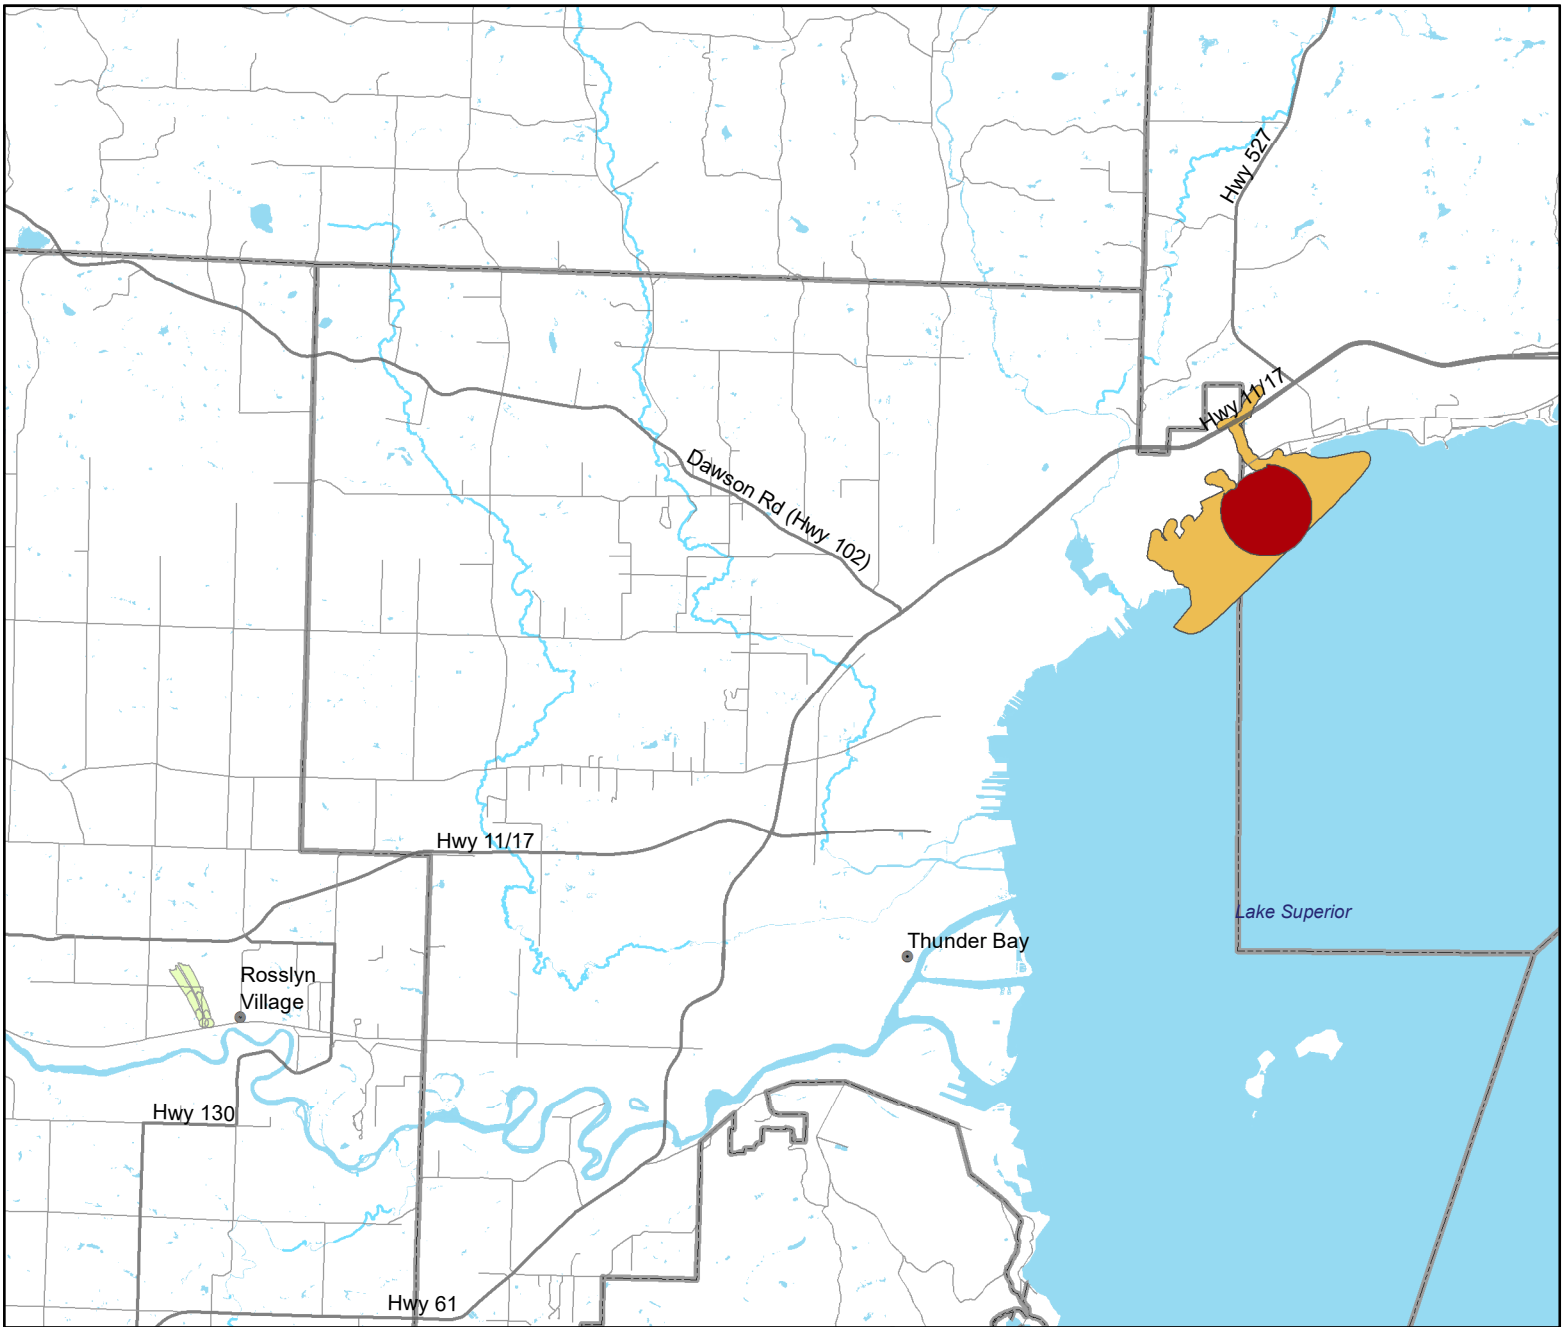 Hwy 527
Hwy 11/17
Dawson Rd (Hwy 102)
Hwy 11/17
Lake Superior
Thunder Bay
Rosslyn
Village
Hwy 130
Hwy 61